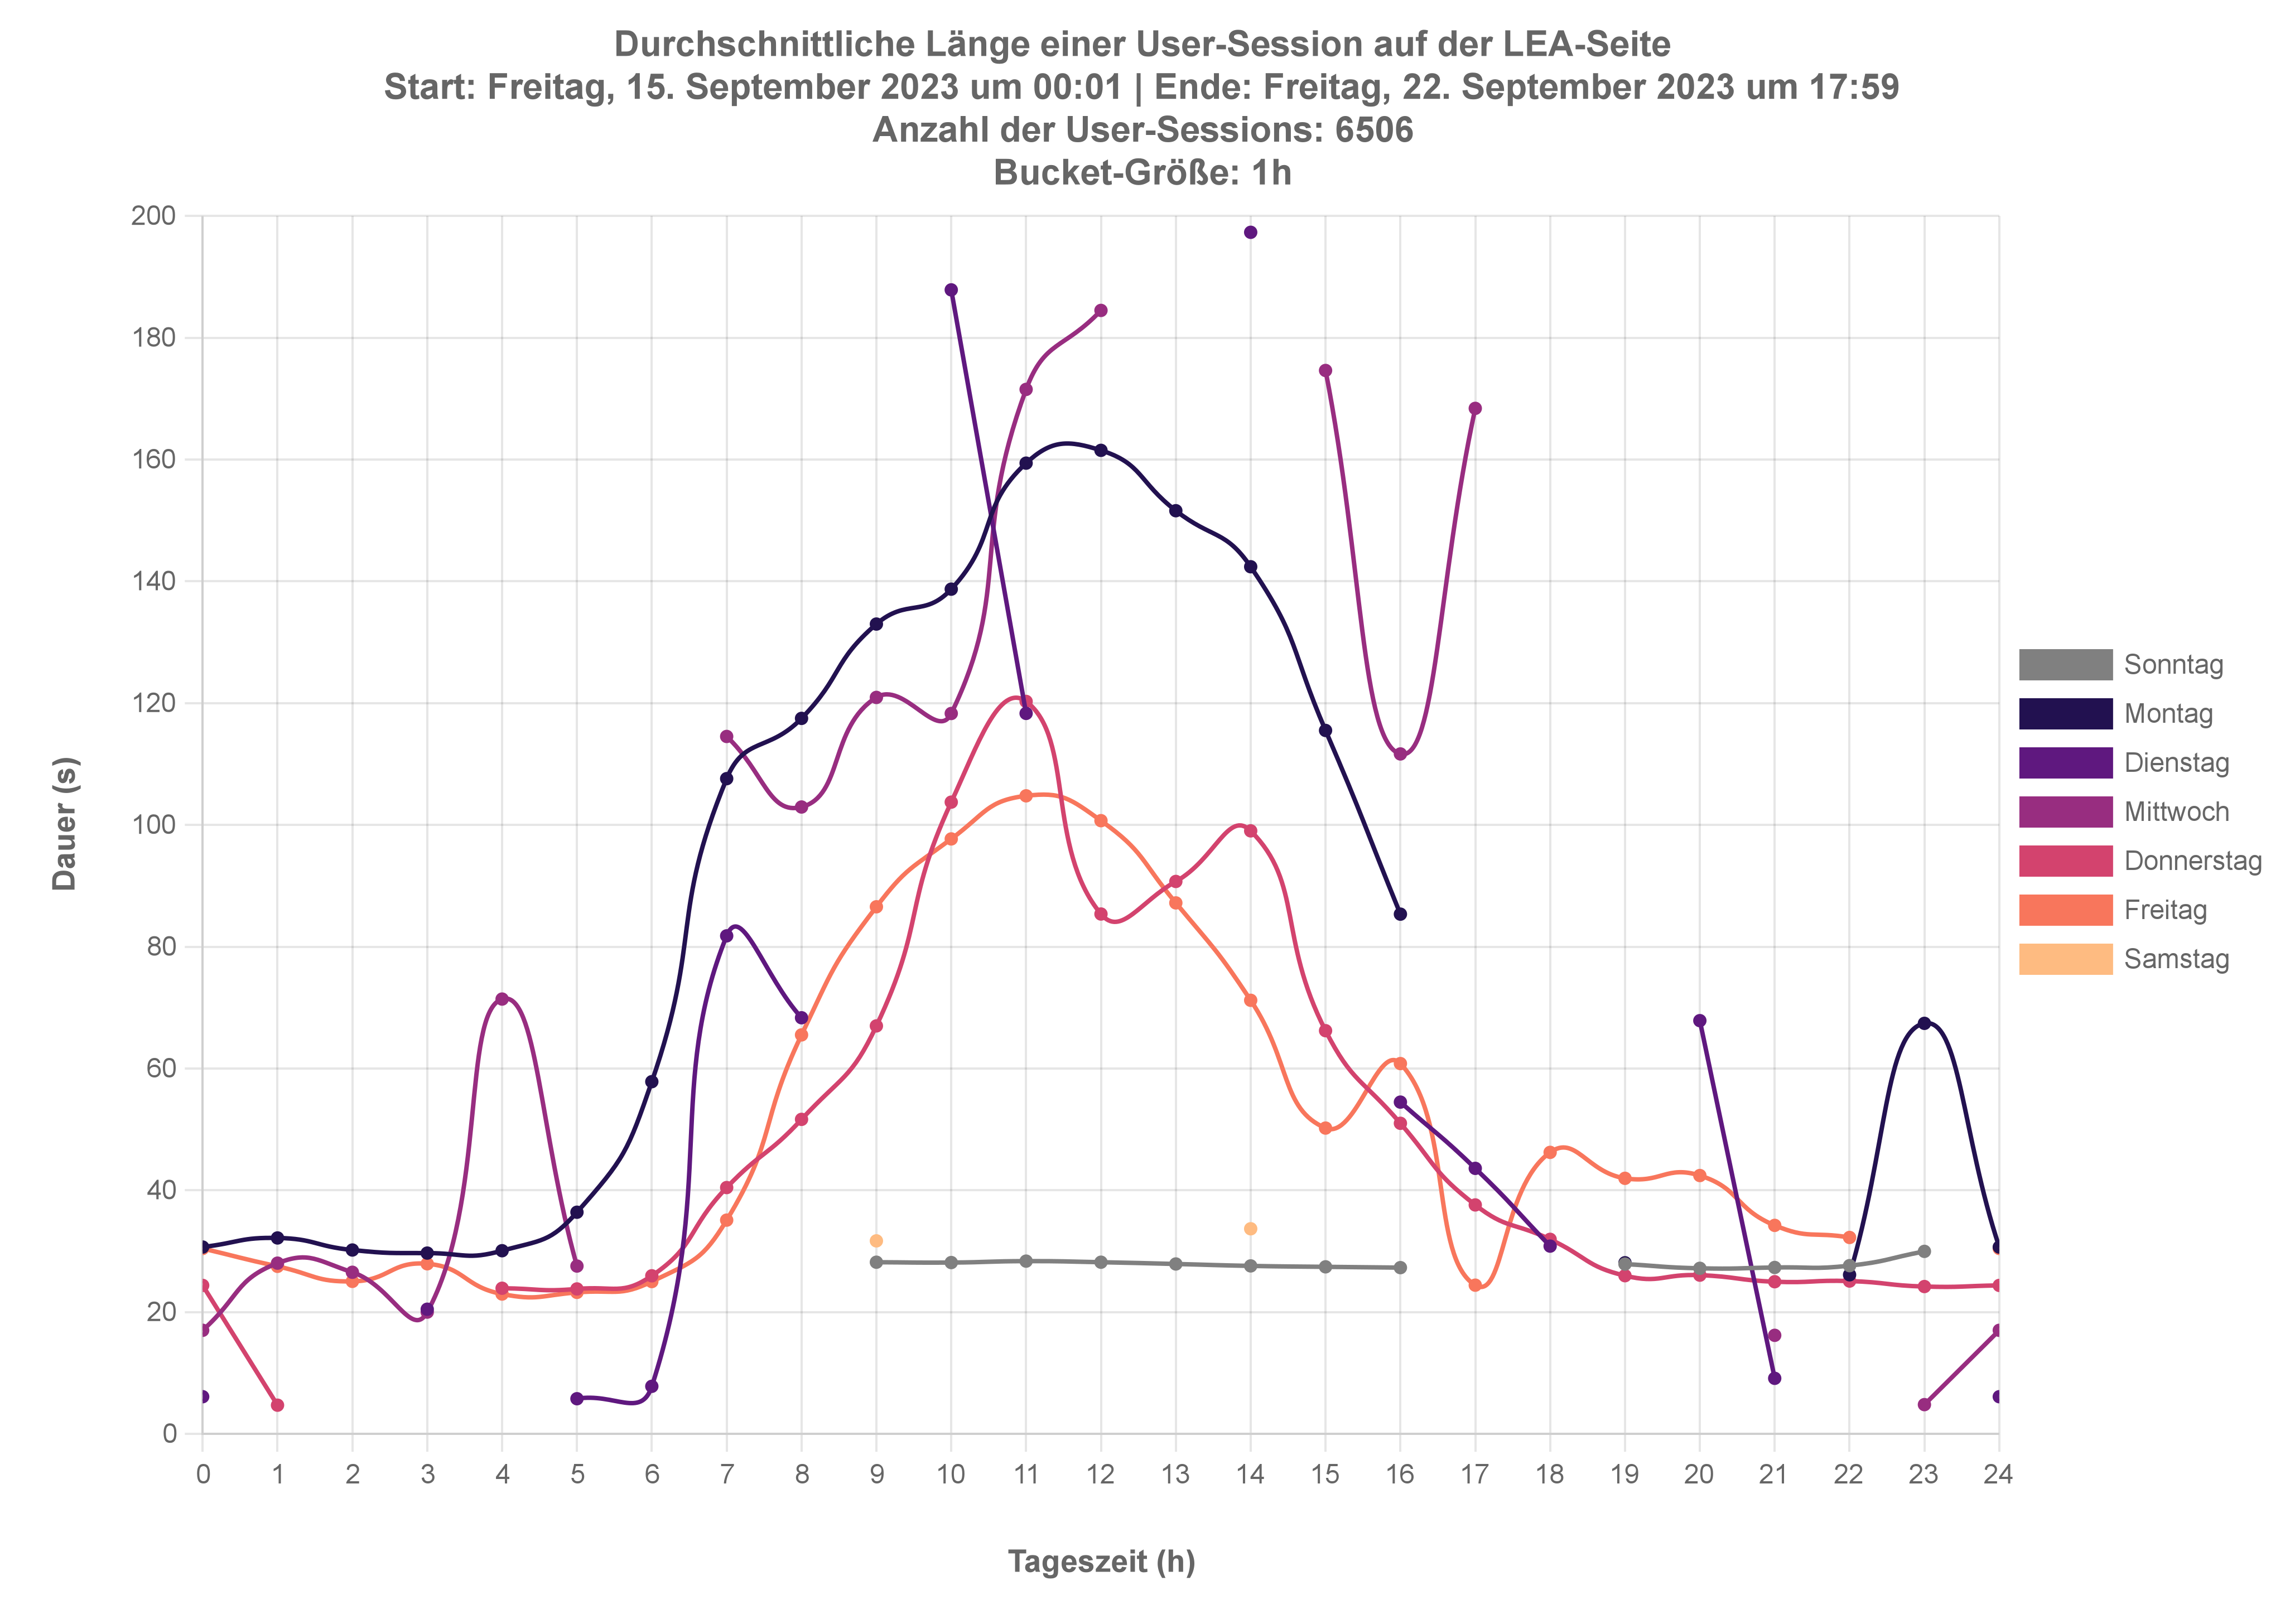 Durchschnittliche Länge einer User-Session auf der LEA-Seite
Start: Freitag, 15. September 2023 um 00:01 | Ende: Freitag, 22. September 2023 um 17:59
Anzahl der User-Sessions: 6506
Bucket-Größe: 1h
Dauer (s)
200
180
160
140
120
100
80
60
40
20
0
0 1 2 3 4 5 6 7 8 9 10 11 12 13 14 15 16 17 18 19 20 21 22 23 24
Tageszeit (h)
Sonntag
Montag
Dienstag
Mittwoch
Donnerstag
Freitag
Samstag